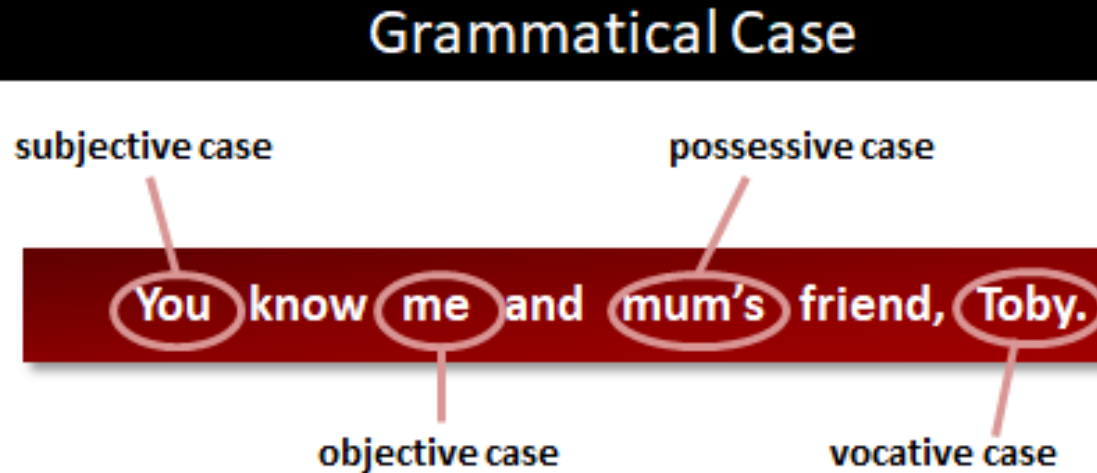 Grammatical Case
subjective case possessive case
You know me and mum’s friend, Toby.
objective case vocative case